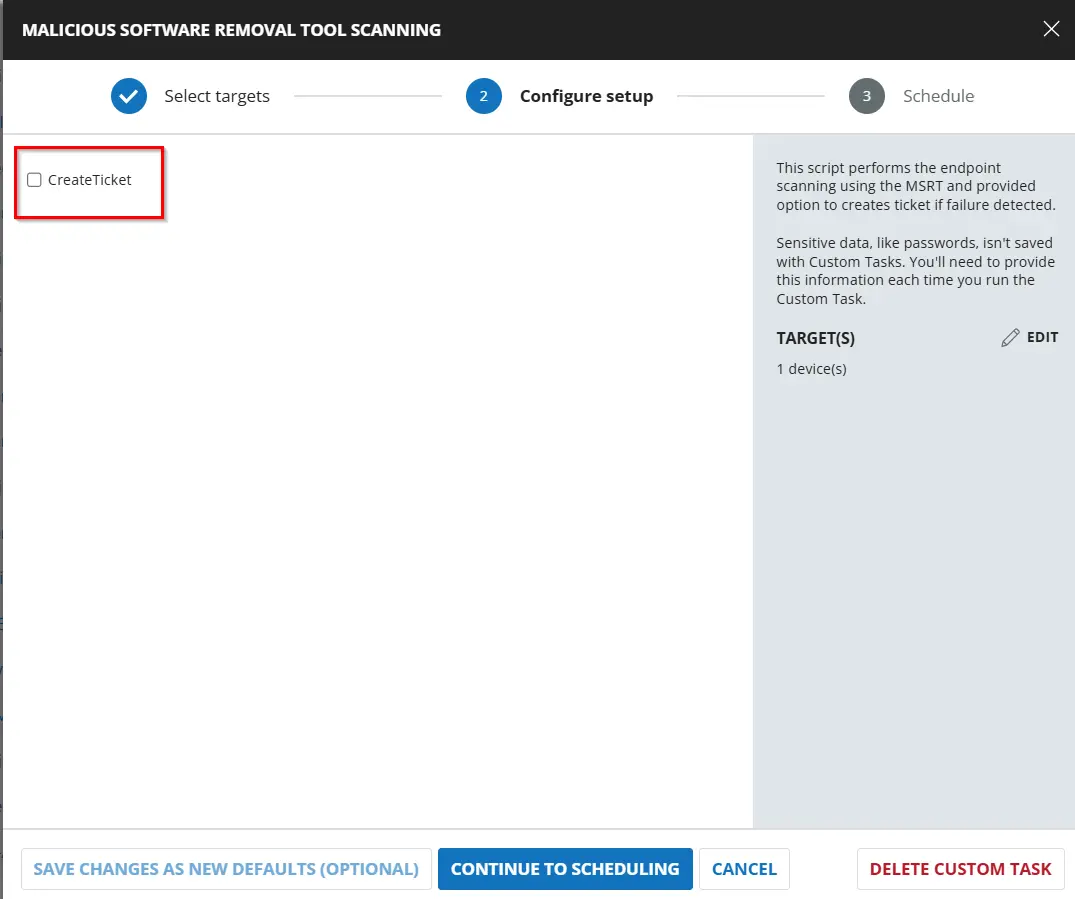 MALICIOUS SOFTWARE REMOVAL TOOL SCANNING
Select targets
2
Configure setup
3
Schedule
CreateTicket
This script performs the endpoint
scanning using the MSRT and provided
option to creates ticket if failure detected.
Sensitive data, like passwords, isn't saved
with Custom Tasks. You'll need to provide
this information each time you run the
Custom Task.
TARGET(S)
EDIT
1 device(s)
SAVE CHANGES AS NEW DEFAULTS (OPTIONAL)
CONTINUE TO SCHEDULING
CANCEL
DELETE CUSTOM TASK